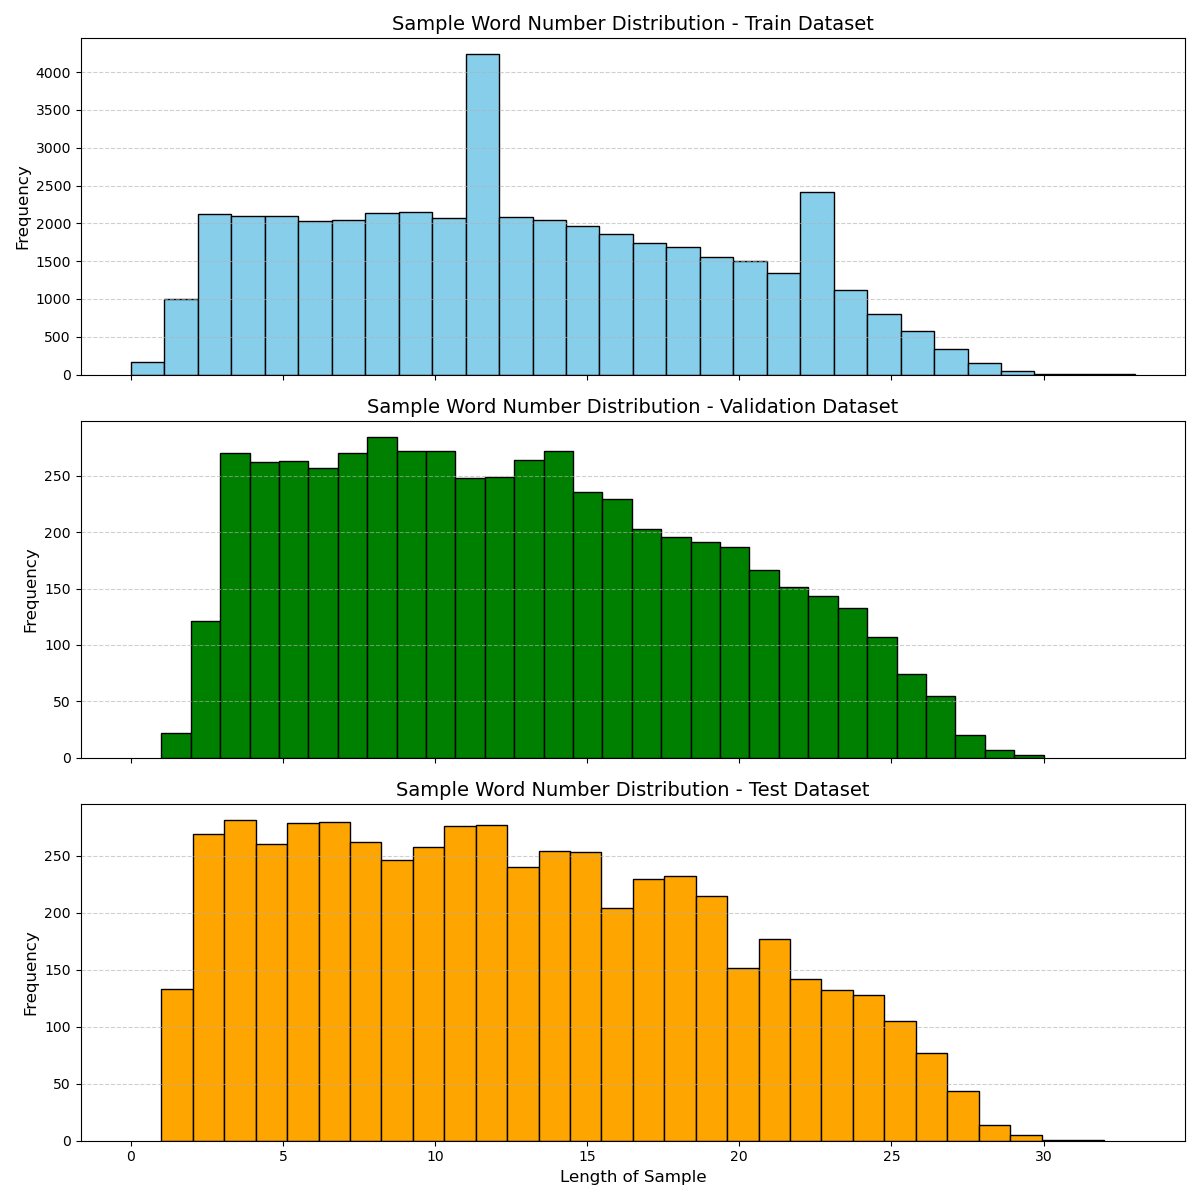 Sample Word Number Distribution - Train Dataset
4000
3500
3000
2500
2000
1500
1000
500
0
Frequency
Sample Word Number Distribution - Validation Dataset
250
200
150
100
50
0
Frequency
Sample Word Number Distribution - Test Dataset
250
200
150
100
50
0
Frequency
0 5 10 15 20 25 30
Length of Sample